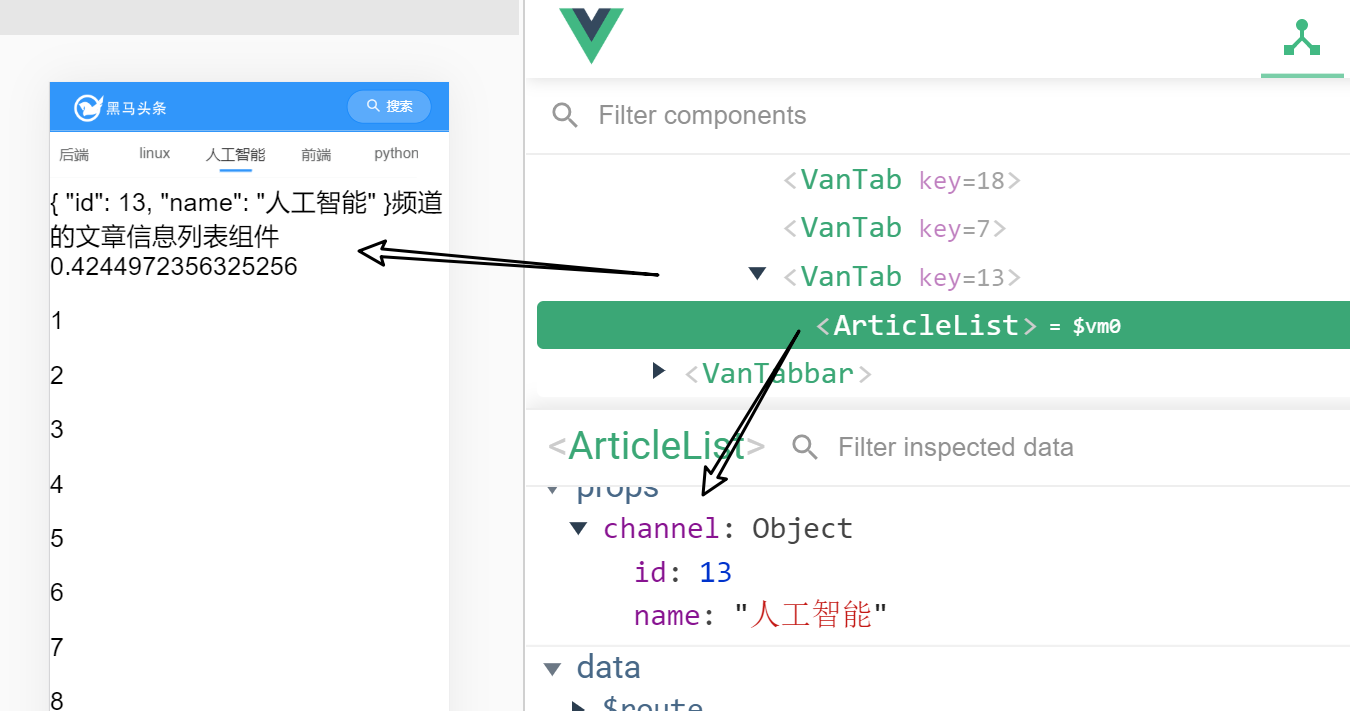 黑马头条
搜索
后端 linux 人工智能 前端 python
{ "id": 13, "name": "人工智能" }频道
的文章信息列表组件
0.4244972356325256
1
2
3
4
5
6
7
8
Filter components
<VanTab key=18>
<VanTab key=7>
<VanTab key=13>
<ArticleList> = $vm0
<VanTabbar>
<ArticleList> Filter inspected data
props
channel: Object
id: 13
name: "人工智能"
data
$route